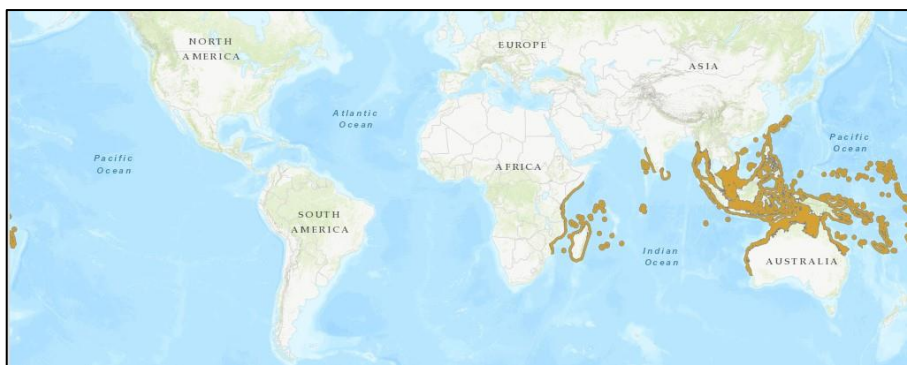 NORTH
AMERICA
EUROPE
ASIA
Atlantic
Ocean
Pacific
Ocean
Pacific
Ocean
AFRICA
SOUTH
AMERICA
Indian
Ocean
AUSTRALIA